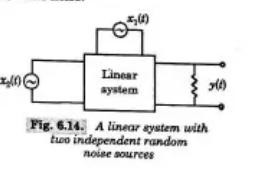 x₁(t)
x₂(t)
Linear
system
y(t)
Fig. 6.14. A linear system with
two independent random
noise sources